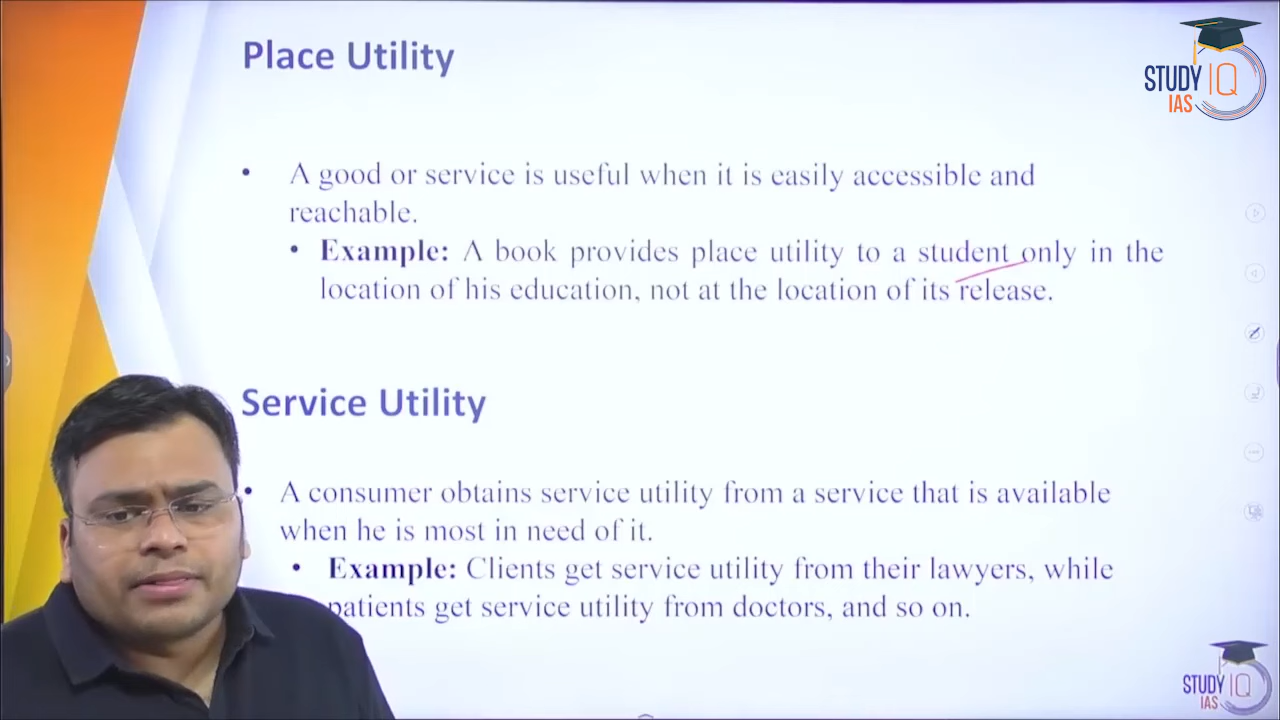 Place Utility
STUDY IQ
IAS
• A good or service is useful when it is easily accessible and
reachable.
• Example: A book provides place utility to a student only in the
location of his education, not at the location of its release.
Service Utility
• A consumer obtains service utility from a service that is available
when he is most in need of it.
• Example: Clients get service utility from their lawyers, while
patients get service utility from doctors, and so on.
STUDY IQ
IAS